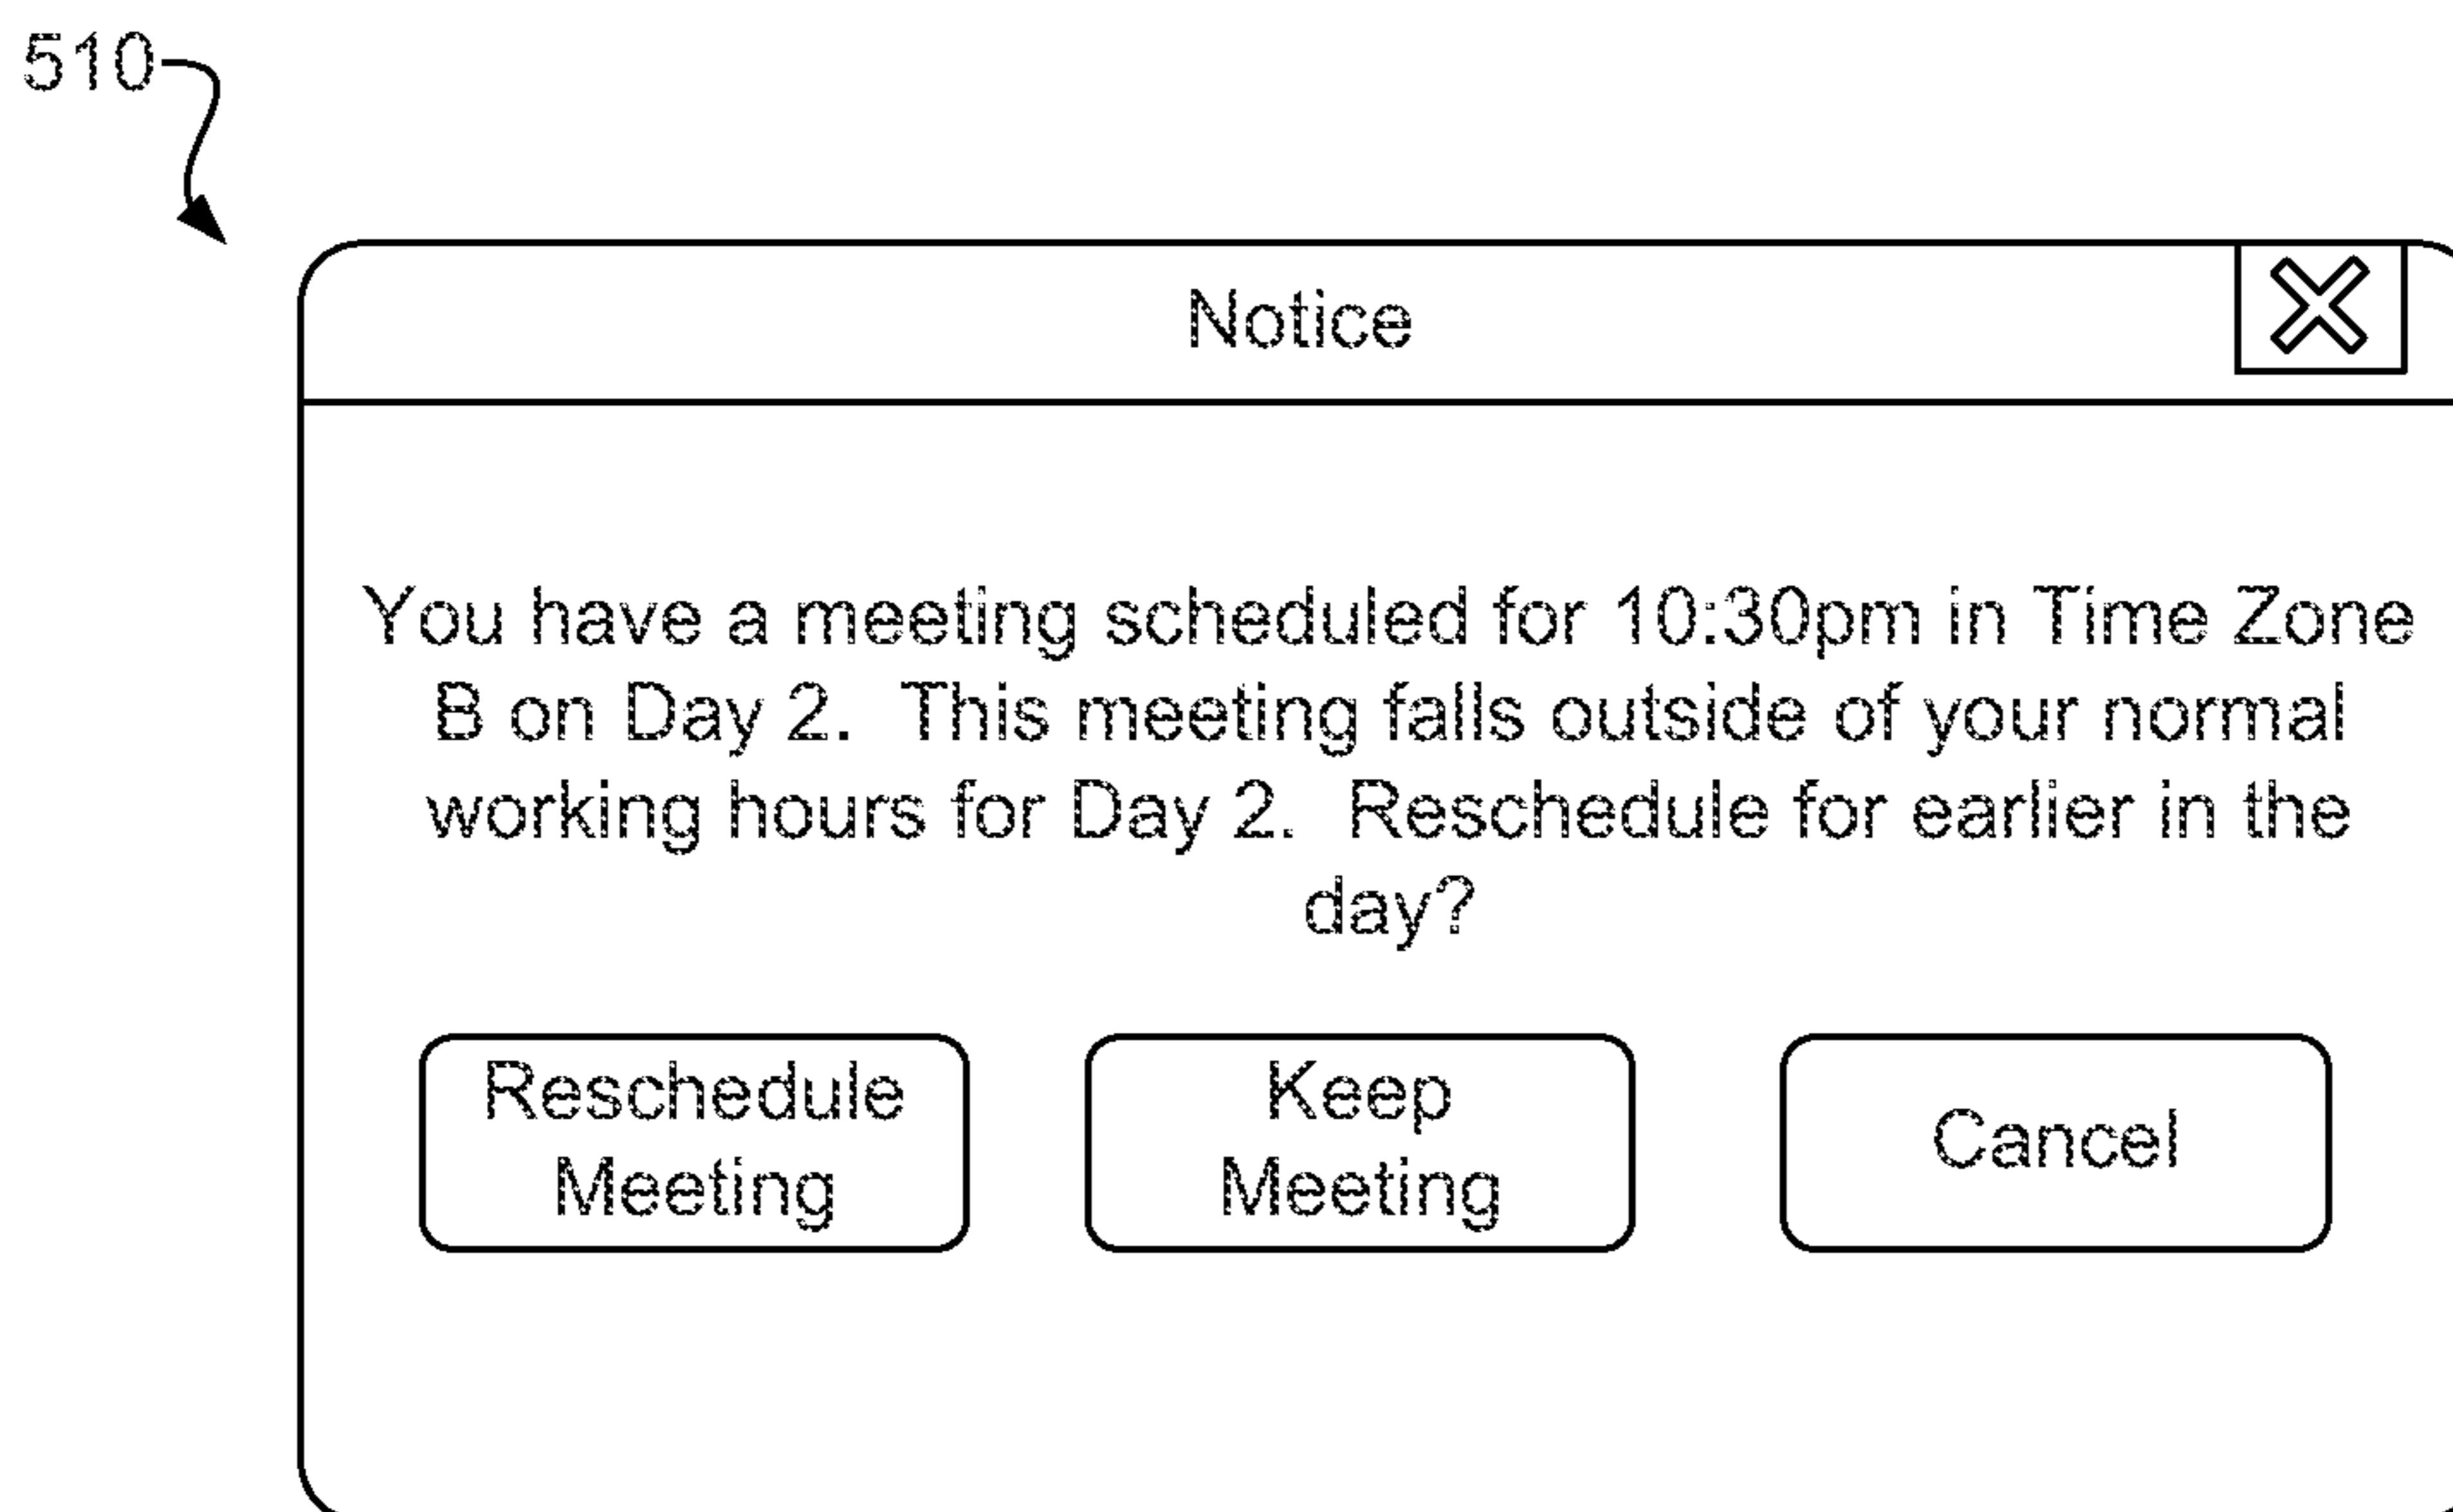 510
Notice
You have a meeting scheduled for 10:30pm in Time Zone
B on Day 2.  This meeting falls outside of your normal
working hours for Day 2.  Reschedule for earlier in the
day?
Reschedule
Meeting
Keep
Meeting
Cancel